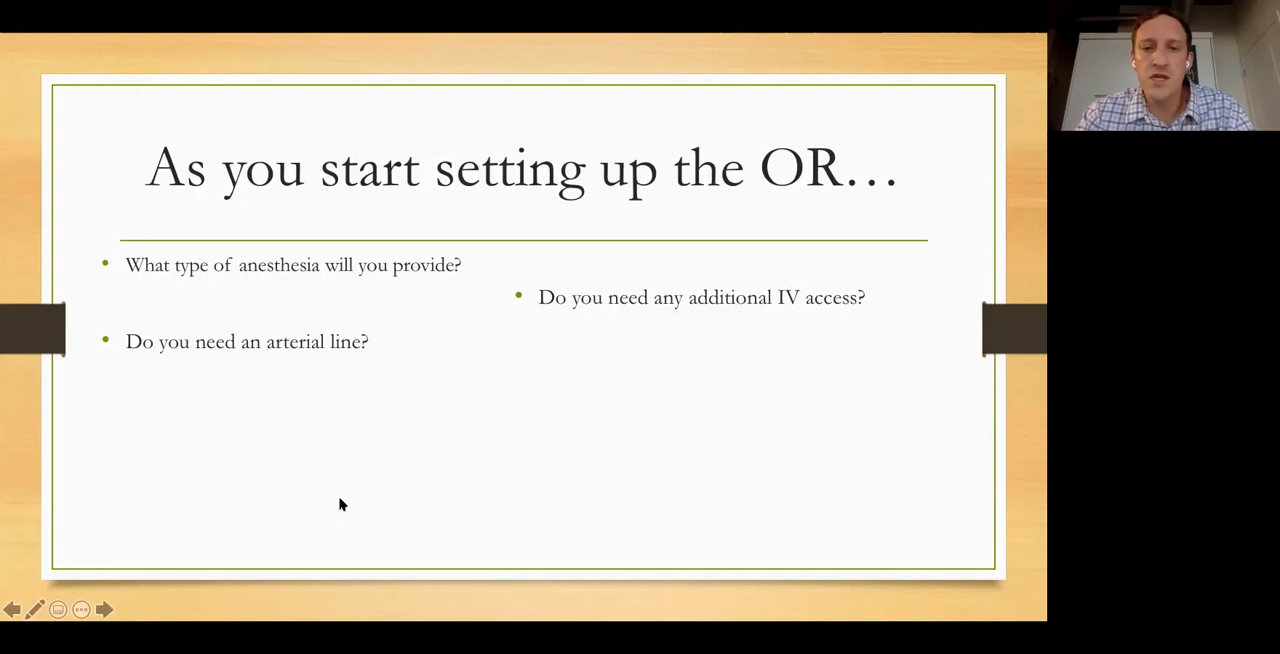 As you start setting up the OR…
• What type of anesthesia will you provide?
• Do you need any additional IV access?
• Do you need an arterial line?